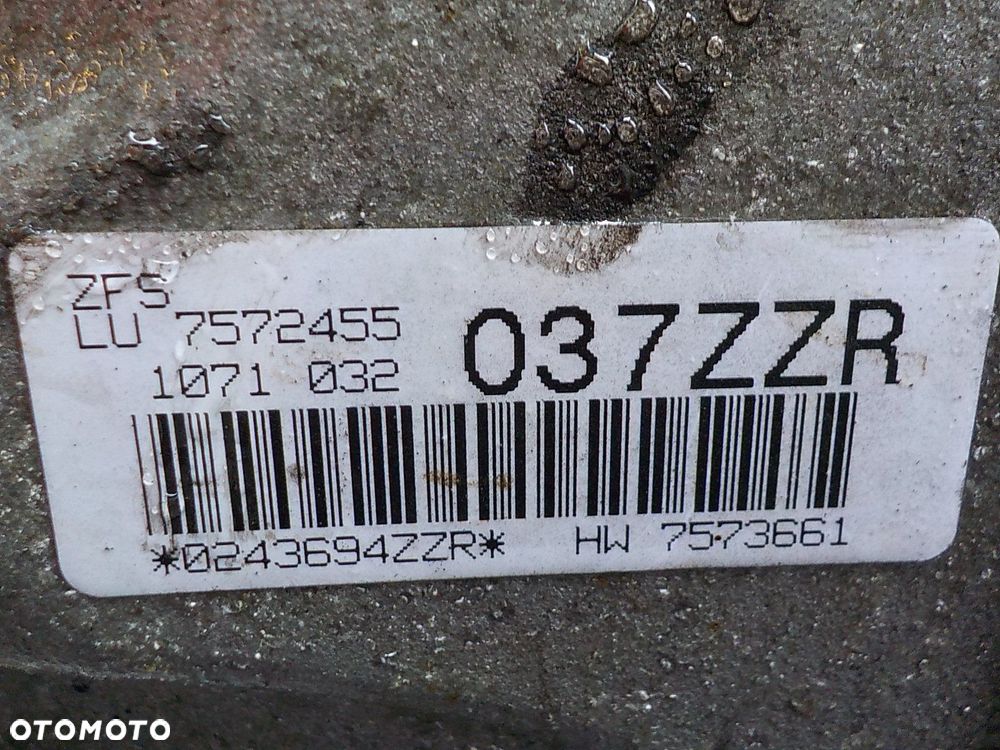 ZFS
LU 7572455
1071 032
037ZZR
*0243694ZZR* HW 7573661
OTOMOTO